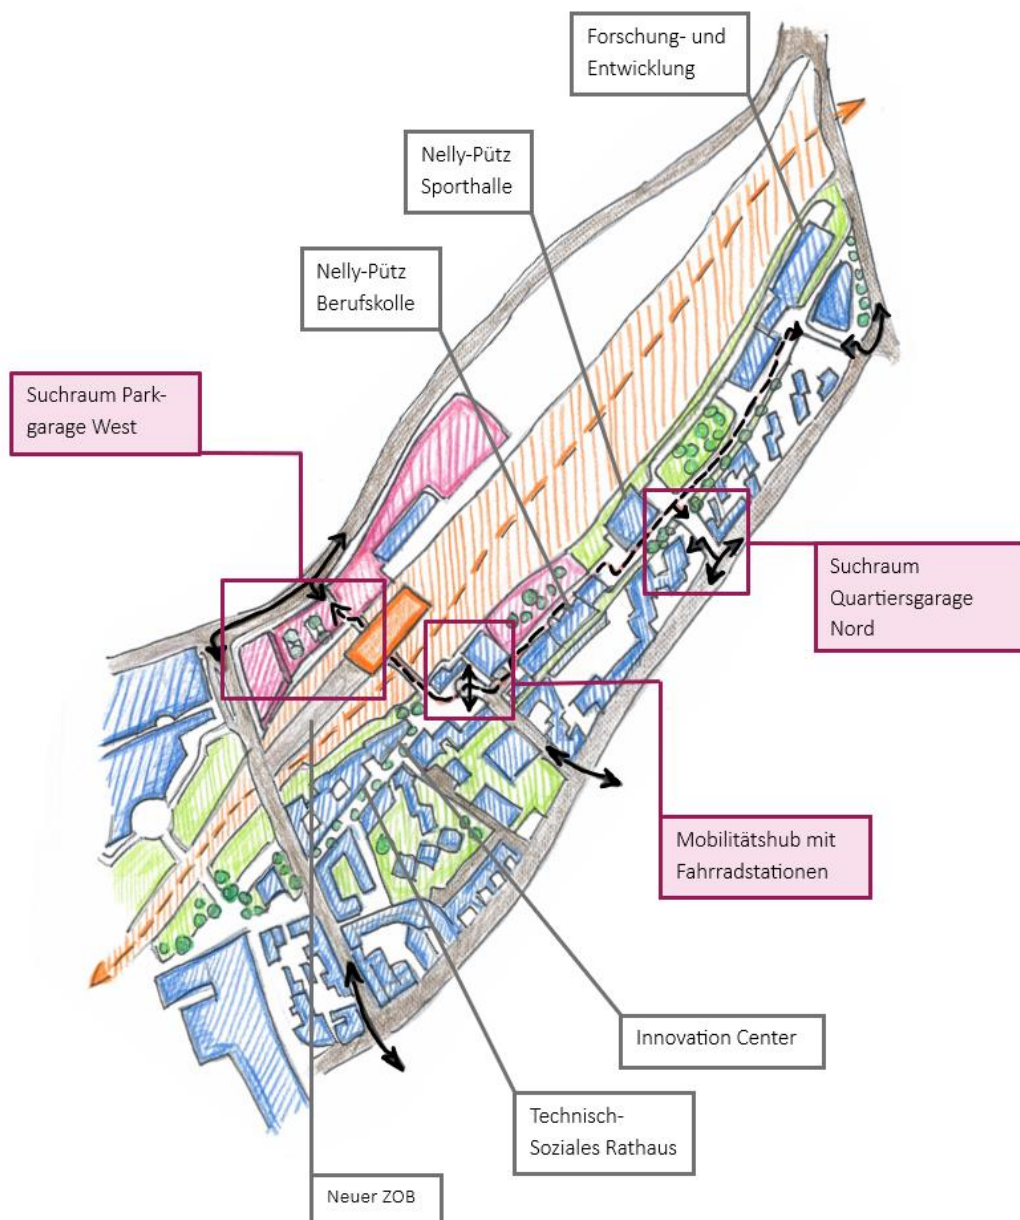 Forschung- und
Entwicklung
Nelly-Pütz
Sporthalle
Nelly-Pütz
Berufskolle
Suchraum Park-
garage West
Suchraum
Quartiersgarage
Nord
Mobilitätshub mit
Fahrradstationen
Innovation Center
Technisch-
Soziales Rathaus
Neuer ZOB